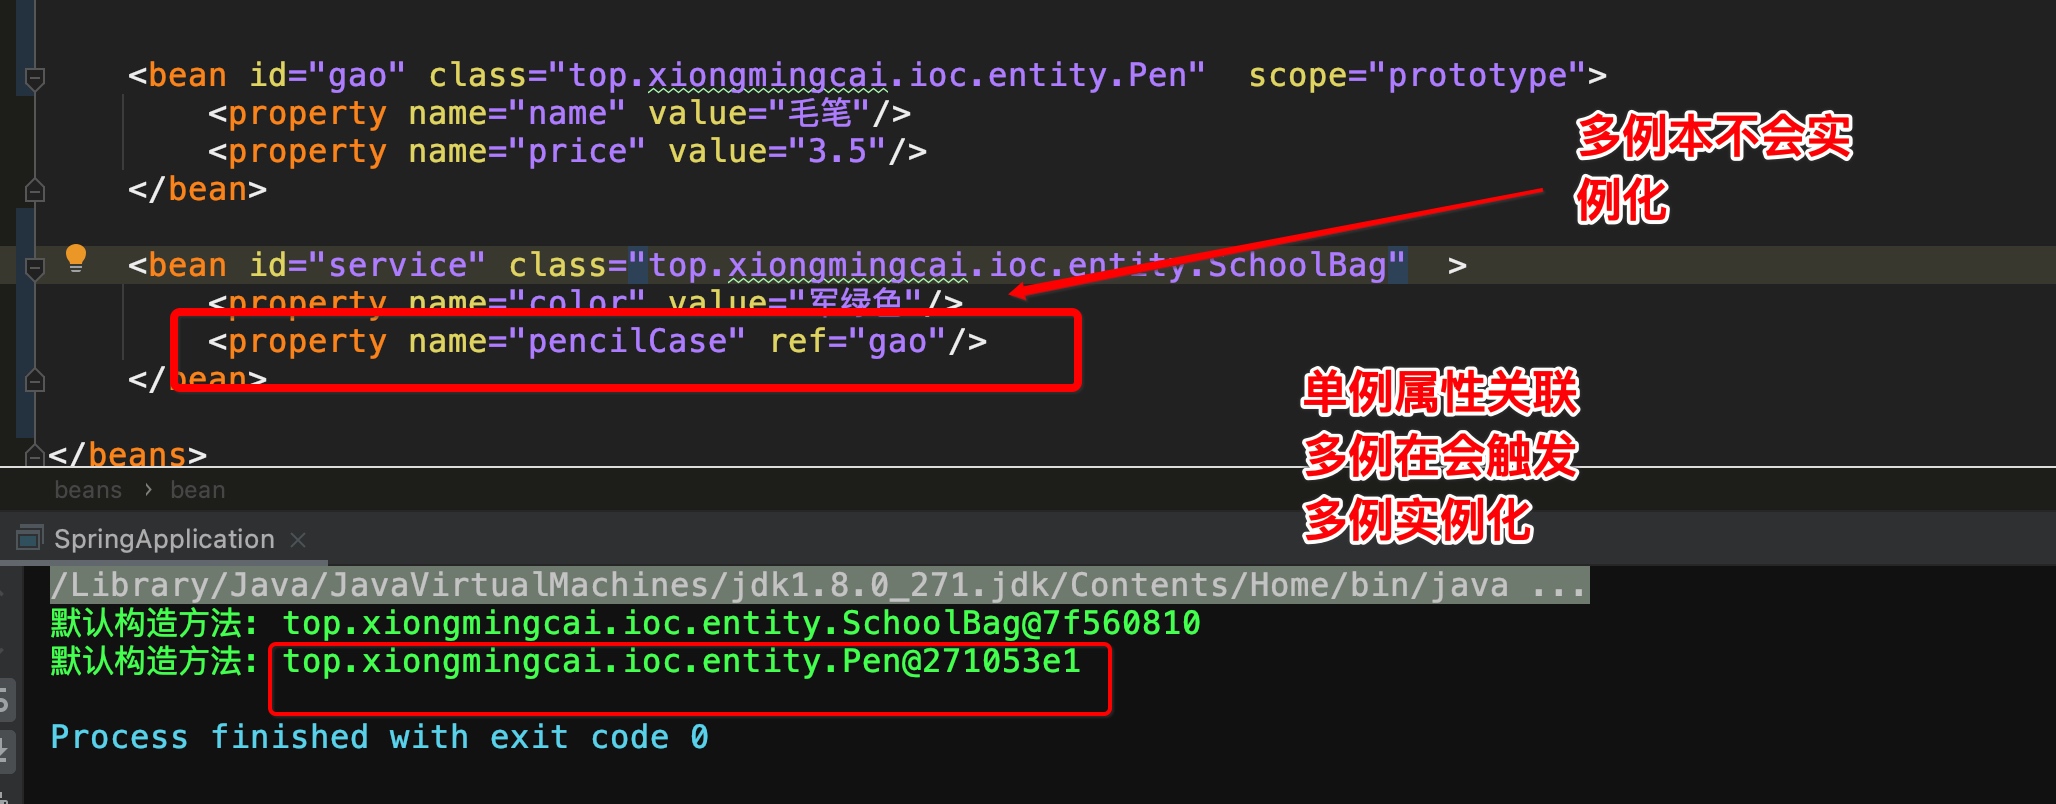 <bean id="gao" class="top.xiongmingcai.ioc.entity.Pen"  scope="prototype">
<property name="name" value="毛笔"/>
<property name="price" value="3.5"/>
</bean>
多例本不会实
例化
<bean id="service" class="top.xiongmingcai.ioc.entity.SchoolBag"  >
<property name="color" value="军绿色"/>
<property name="pencilCase" ref="gao"/>
</bean>
单例属性关联
多例在会触发
多例实例化
</beans>
beans › bean
SpringApplication
/Library/Java/JavaVirtualMachines/jdk1.8.0_271.jdk/Contents/Home/bin/java ...
默认构造方法: top.xiongmingcai.ioc.entity.SchoolBag@7f560810
默认构造方法: top.xiongmingcai.ioc.entity.Pen@271053e1
Process finished with exit code 0